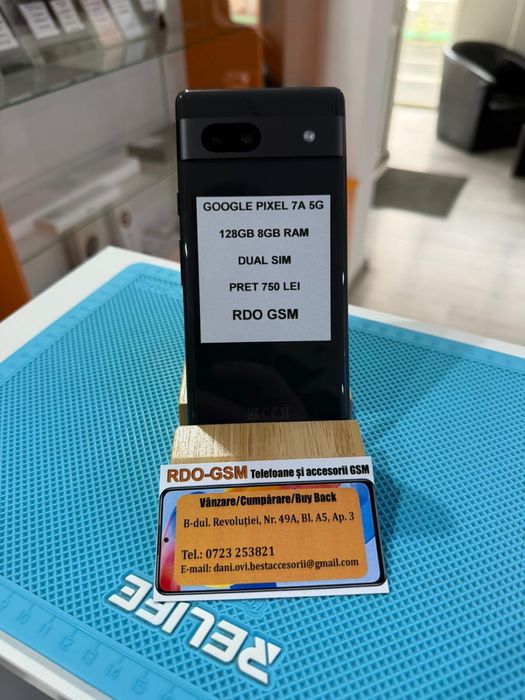 GOOGLE PIXEL 7A 5G
128GB 8GB RAM
DUAL SIM
PRET 750 LEI
RDO GSM
RDO-GSM Telefoane și accesorii GSM
Vânzare/Cumpărare/Buy Back
B-dul. Revoluției, Nr. 49A, Bl. A5, Ap. 3
Tel.: 0723 253821
E-mail: dani.ovi.bestaccesorii@gmail.com
RELIFE